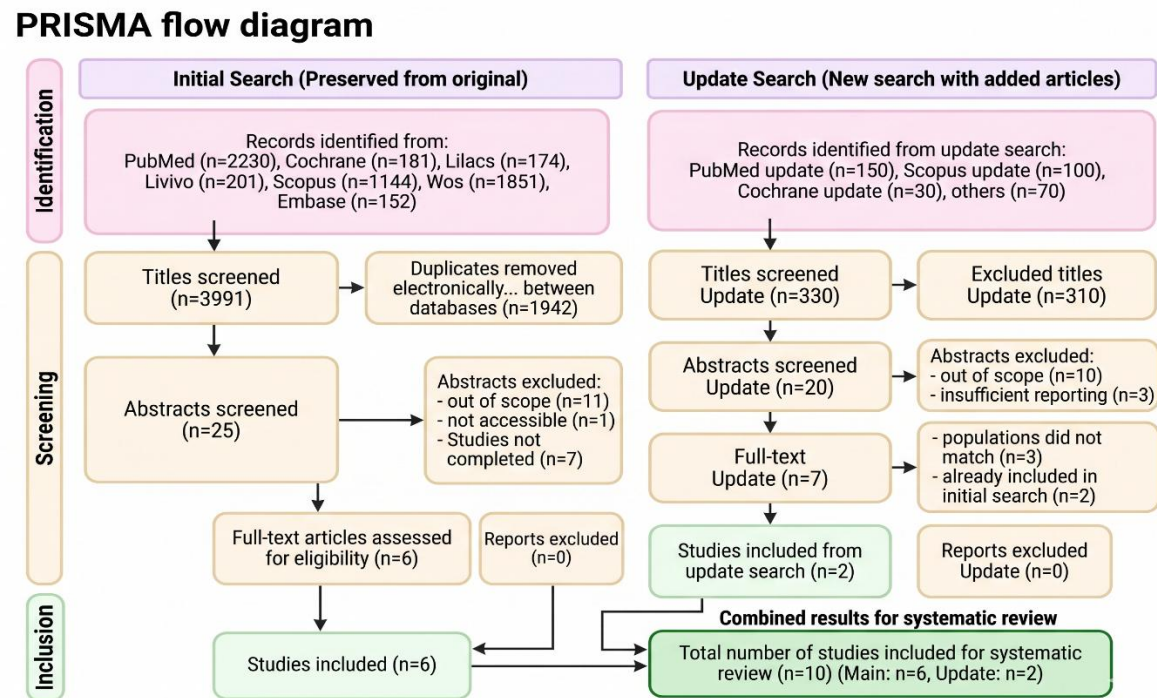 PRISMA flow diagram
Identification
Initial Search (Preserved from original)
Records identified from:
PubMed (n=2230), Cochrane (n=181), Lilacs (n=174),
Livivo (n=201), Scopus (n=1144), Wos (n=1851),
Embase (n=152)
Update Search (New search with added articles)
Records identified from update search:
PubMed update (n=150), Scopus update (n=100),
Cochrane update (n=30), others (n=70)
Screening
Titles screened
(n=3991)
Duplicates removed
electronically... between
databases (n=1942)
Abstracts screened
(n=25)
Abstracts excluded:
- out of scope (n=11)
- not accessible (n=1)
- Studies not
completed (n=7)
Full-text articles assessed
for eligibility (n=6)
Reports excluded
(n=0)
Titles screened
Update (n=330)
Excluded titles
Update (n=310)
Abstracts screened
Update (n=20)
Abstracts excluded:
- out of scope (n=10)
- insufficient reporting (n=3)
Full-text
Update (n=7)
- populations did not
match (n=3)
- already included in
initial search (n=2)
Studies included from
update search (n=2)
Reports excluded
Update (n=0)
Inclusion
Studies included (n=6)
Combined results for systematic review
Total number of studies included for systematic
review (n=10) (Main: n=6, Update: n=2)